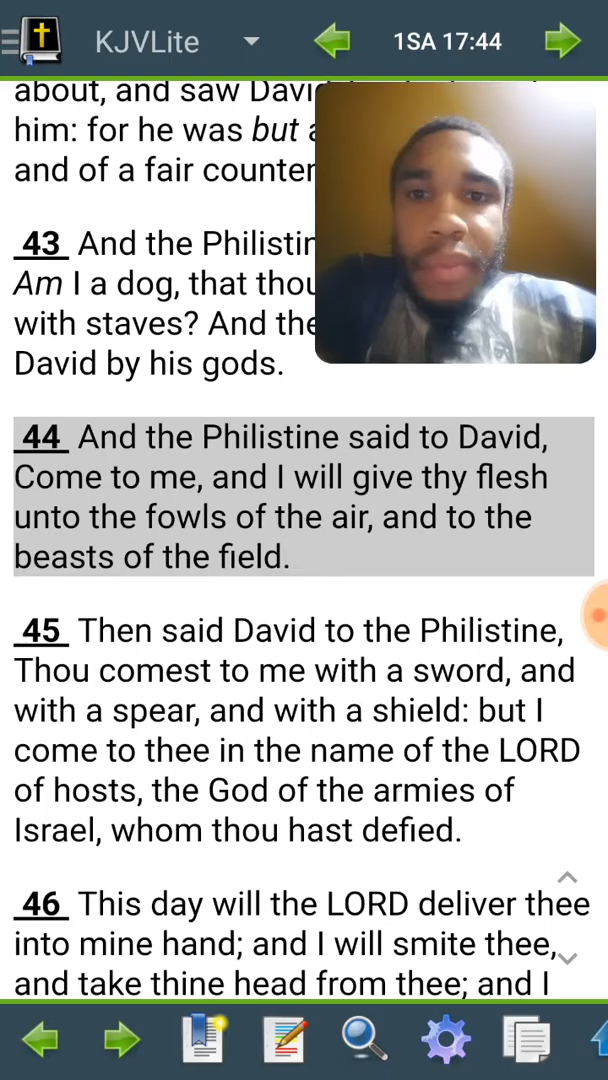 KJVLite
1SA 17:44
about, and saw
him: for he was but
and of a fair
43 And the
Am I a dog, that
with staves? And
David by his gods.
44 And the Philistine said to David,
Come to me, and I will give thy flesh
unto the fowls of the air, and to the
beasts of the field.
45 Then said David to the Philistine,
Thou comest to me with a sword, and
with a spear, and with a shield: but I
come to thee in the name of the LORD
of hosts, the God of the armies of
Israel, whom thou hast defied.
46 This day will the LORD deliver thee
into mine hand; and I will smite thee,
and take thine head from thee; and I